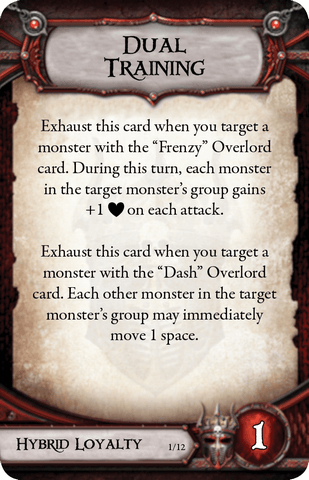 Dual
Training
Exhaust this card when you target a
monster with the “Frenzy” Overlord
card. During this turn, each monster
in the target monster’s group gains
+1 ♥ on each attack.
Exhaust this card when you target a
monster with the “Dash” Overlord
card. Each other monster in the target
monster’s group may immediately
move 1 space.
Hybrid Loyalty 1/12 1